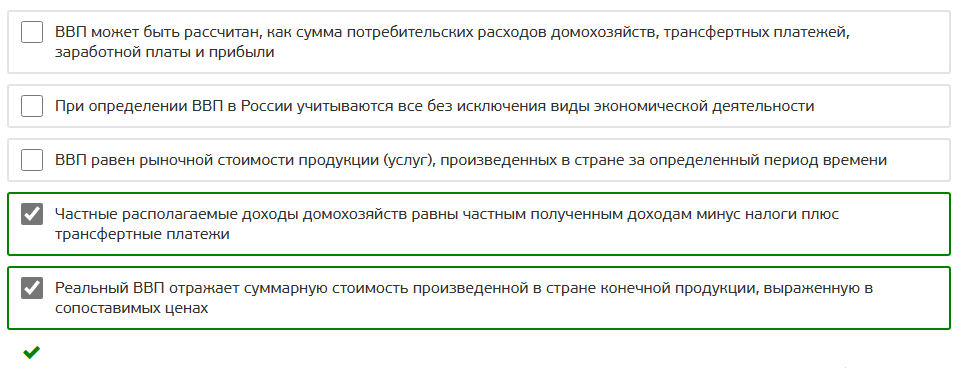 ВВП может быть рассчитан, как сумма потребительских расходов домохозяйств, трансфертных платежей,
заработной платы и прибыли
При определении ВВП в России учитываются все без исключения виды экономической деятельности
ВВП равен рыночной стоимости продукции (услуг), произведенных в стране за определенный период времени
Частные располагаемые доходы домохозяйств равны частным полученным доходам минус налоги плюс
трансфертные платежи
Реальный ВВП отражает суммарную стоимость произведенной в стране конечной продукции, выраженную в
сопоставимых ценах